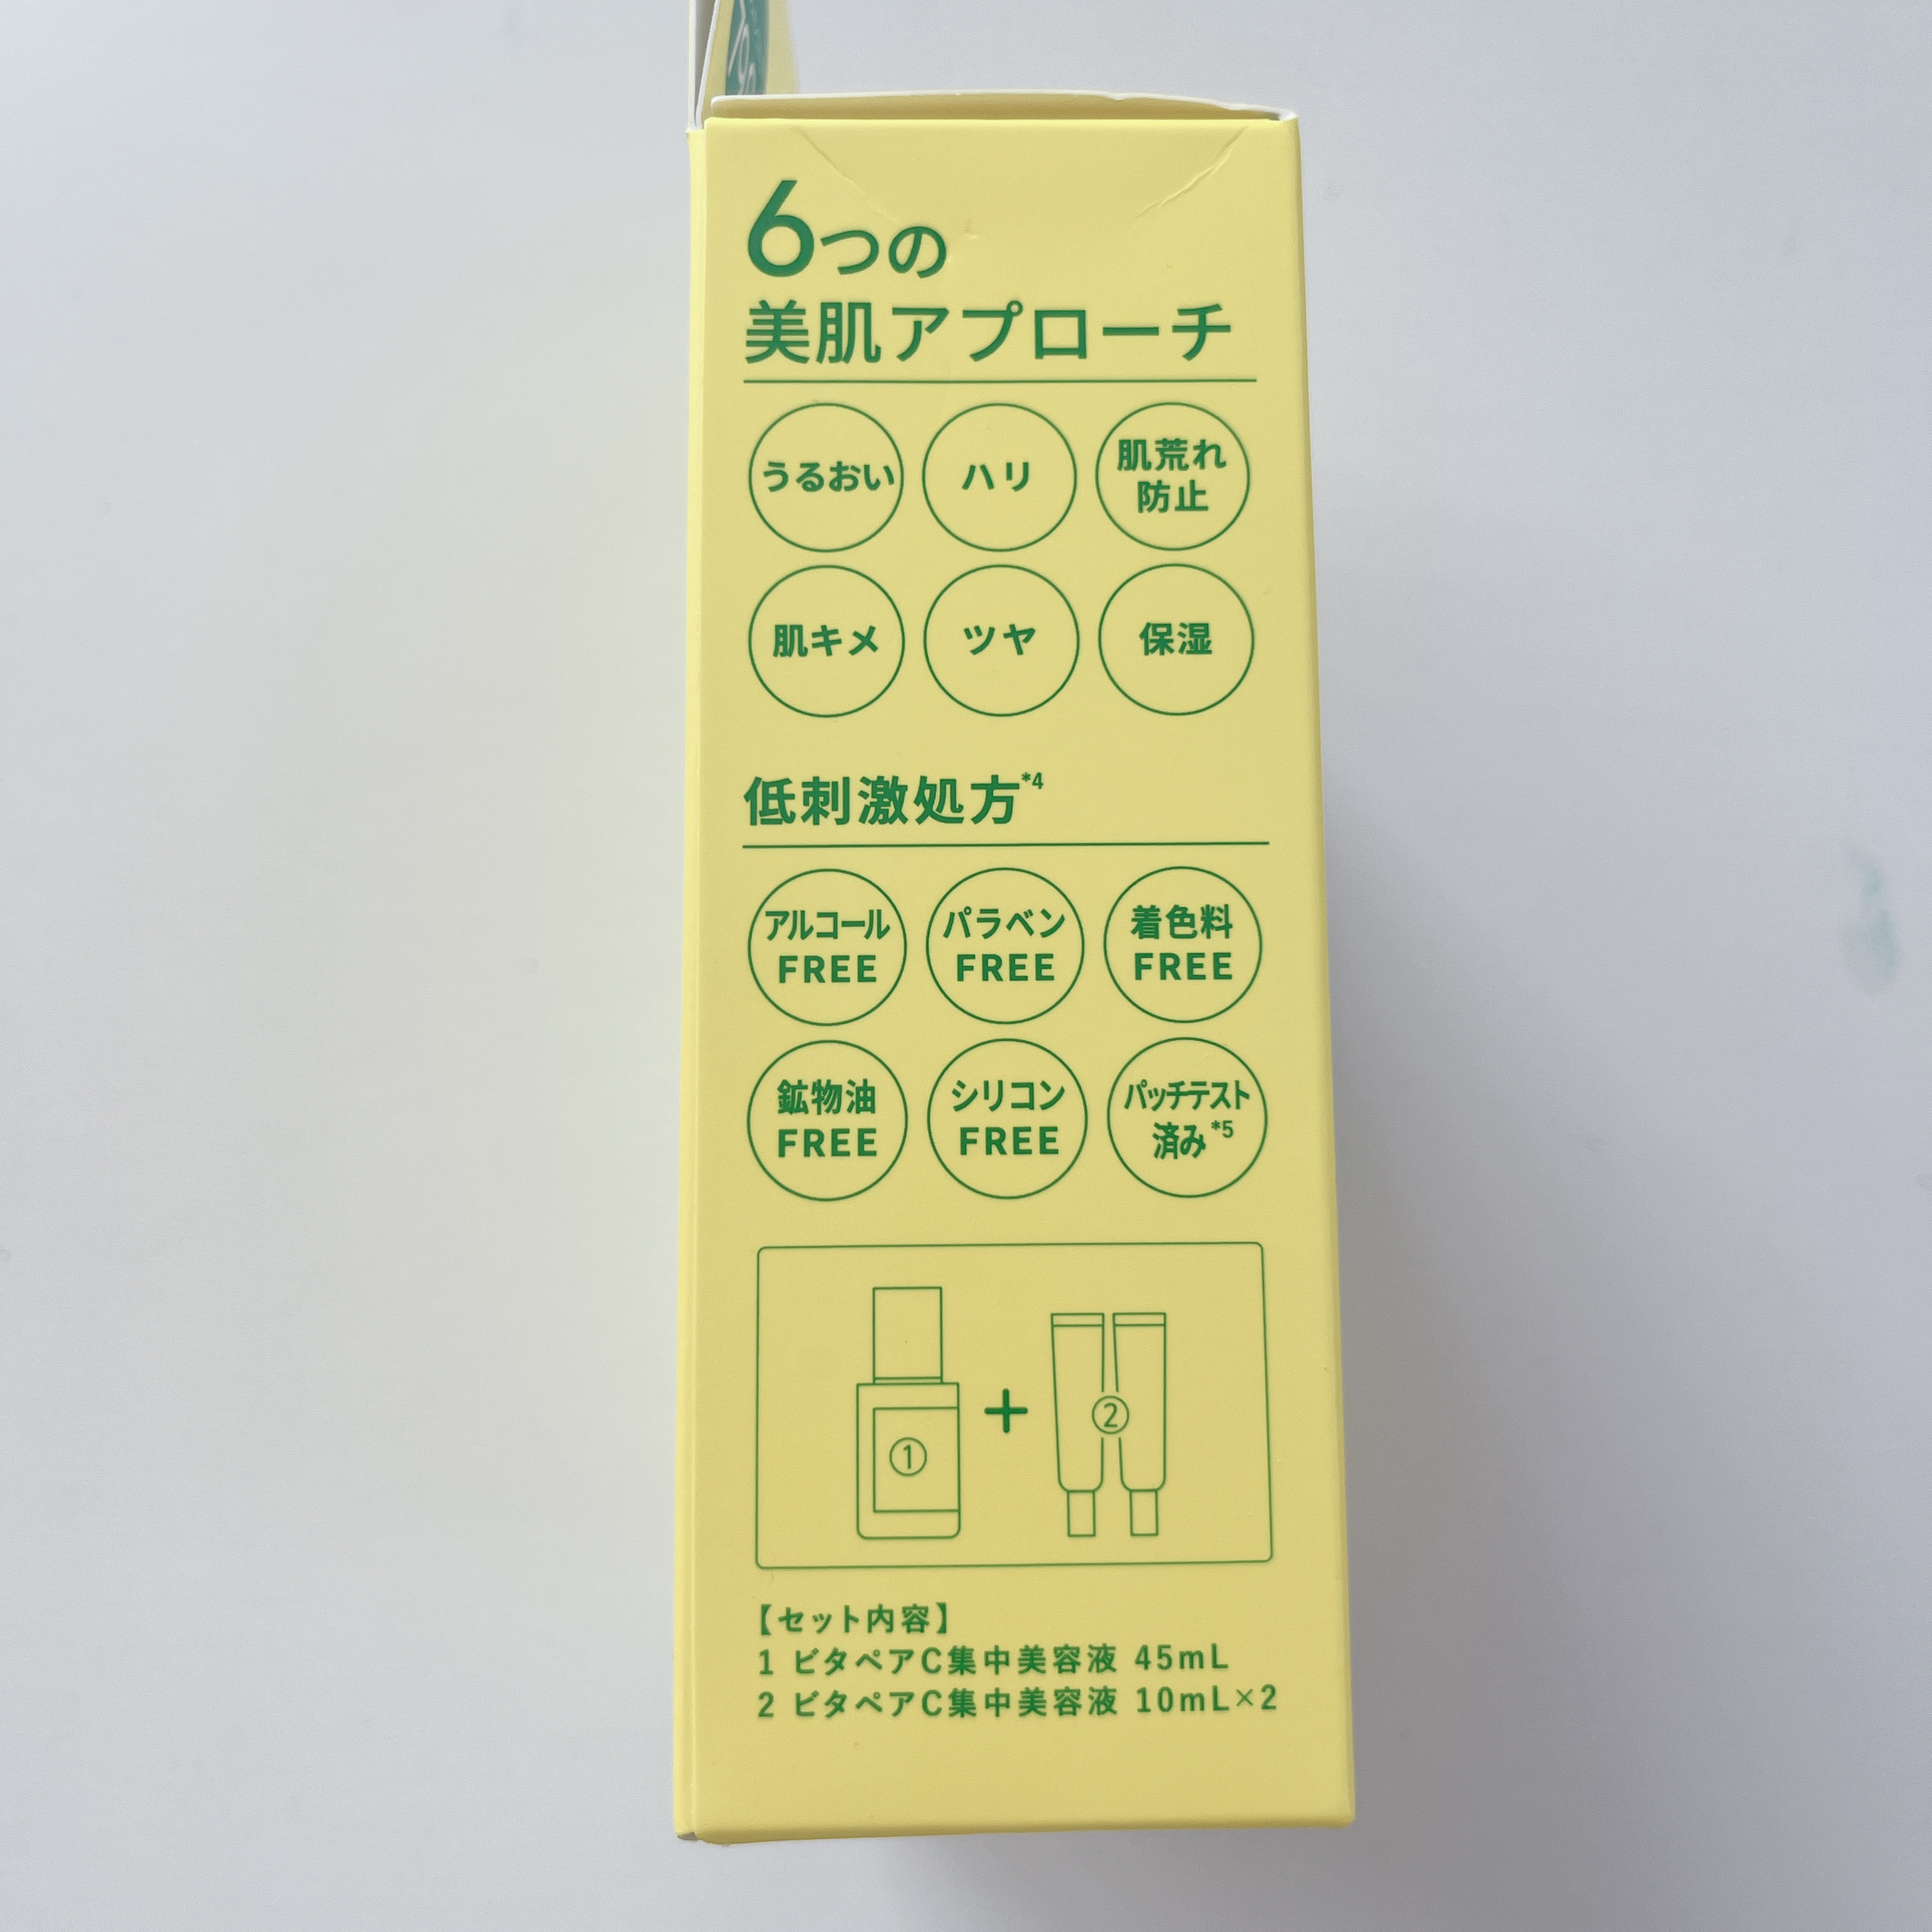 6つの
美肌アプローチ
うるおい
ハリ
肌荒れ
防止
肌キメ
ツヤ
保湿
低刺激処方*4
アルコール
FREE
パラベン
FREE
着色料
FREE
鉱物油
FREE
シリコン
FREE
パッチテスト
済み*5
①
+
②
【セット内容】
1 ビタペアC集中美容液 45mL
2 ビタペアC集中美容液 10mL×2